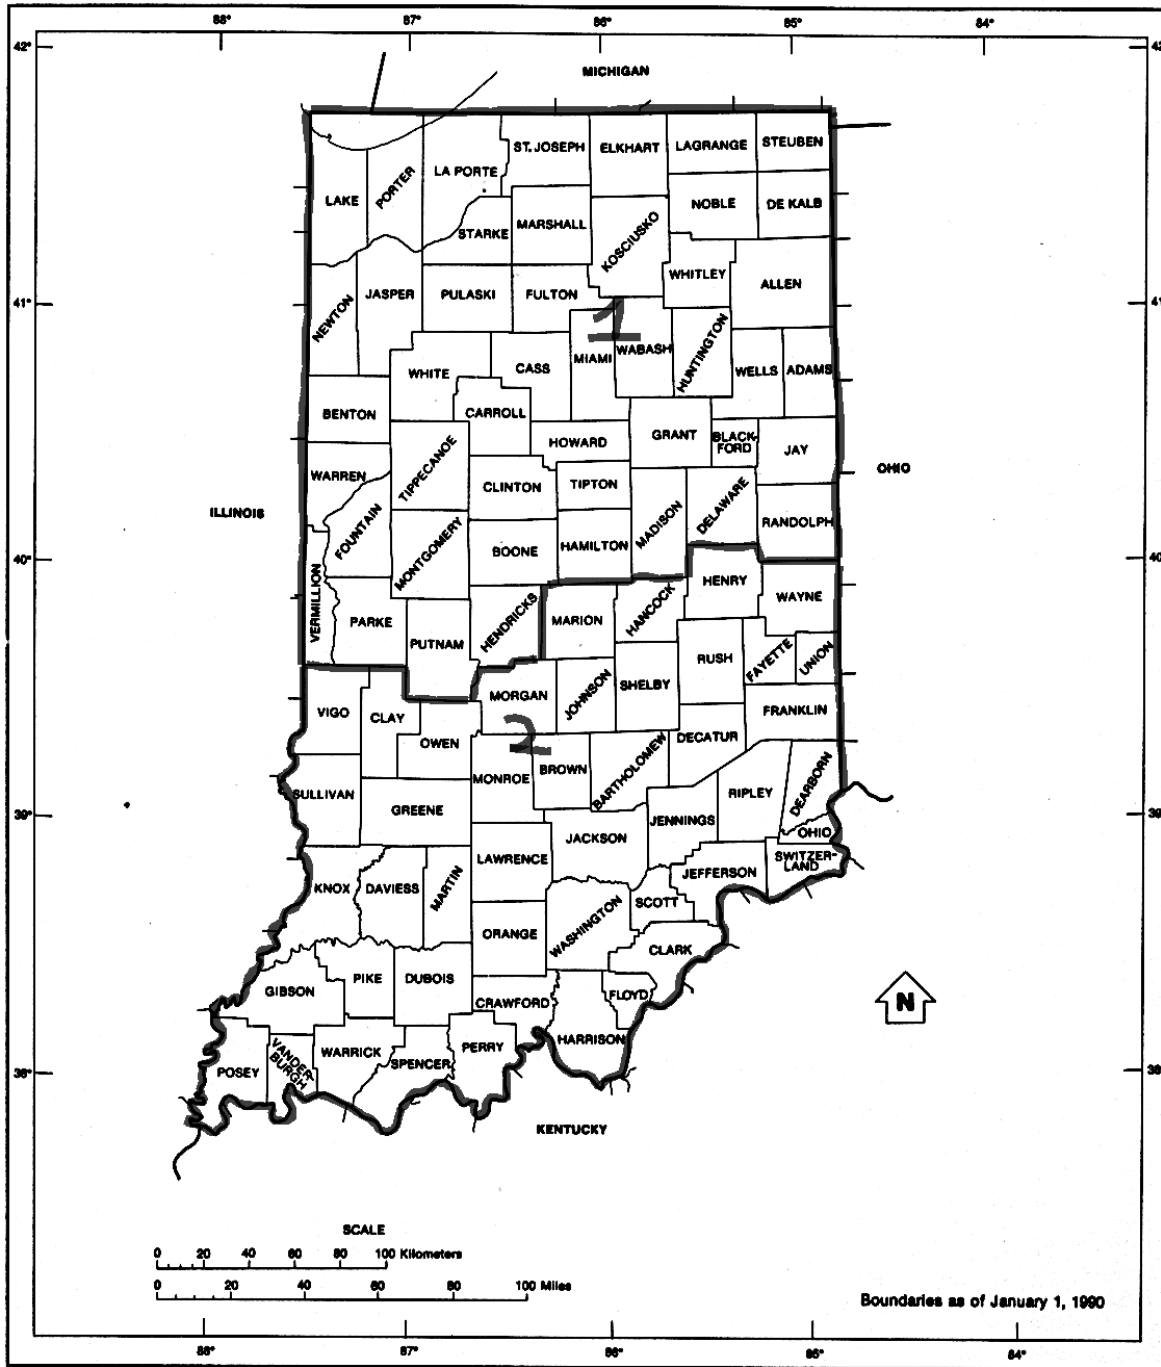 88° 87° 86° 85° 84°
42°
MICHIGAN
ST. JOSEPH ELKHART LAGRANGE STEUBEN
LA PORTE
LAKE PORTER NOBLE DE KALB
STARKE MARSHALL KOSCIUSKO
WHITLEY ALLEN
41°
NEWTON JASPER PULASKI FULTON
1
WHITE CASS MIAMI WABASH HUNTINGTON WELLS ADAMS
BENTON CARROLL
HOWARD GRANT BLACK-
FORD JAY
WARREN TIPPECANOE CLINTON TIPTON OHIO
ILLINOIS FOUNTAIN MONTGOMERY BOONE HAMILTON MADISON DELAWARE RANDOLPH
40° 40°
VERMILLION PARKE PUTNAM HENDRICKS MARION HANCOCK HENRY WAYNE
RUSH FAYETTE UNION
MORGAN JOHNSON SHELBY
VIGO CLAY FRANKLIN
OWEN 2 DECATUR
MONROE BROWN BARTHOLOMEW
SULLIVAN GREENE RIPLEY DEARBORN
39°
JENNINGS OHIO
JACKSON
LAWRENCE SWITZER-
LAND
KNOX DAVIESS MARTIN JEFFERSON
SCOTT
ORANGE WASHINGTON
CLARK
PIKE DUBOIS
GIBSON CRAWFORD FLOYD N
HARRISON
POSEY VANDER-
BURGH WARRICK SPENCER PERRY
38°
KENTUCKY
SCALE
0 20 40 60 80 100 Kilometers
0 20 40 60 80 100 Miles
Boundaries as of January 1, 1990
88° 87° 86° 85° 84°